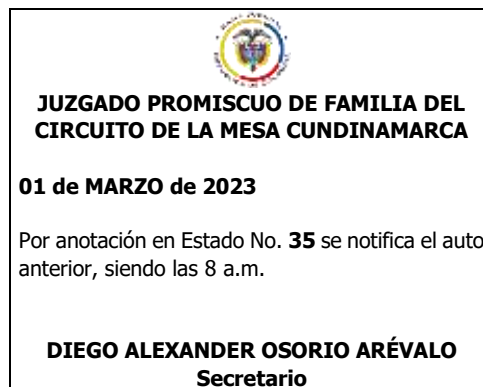 JUZGADO PROMISCUO DE FAMILIA DEL
CIRCUITO DE LA MESA CUNDINAMARCA
01 de MARZO de 2023
Por anotación en Estado No. 35 se notifica el auto
anterior, siendo las 8 a.m.
DIEGO ALEXANDER OSORIO ARÉVALO
Secretario